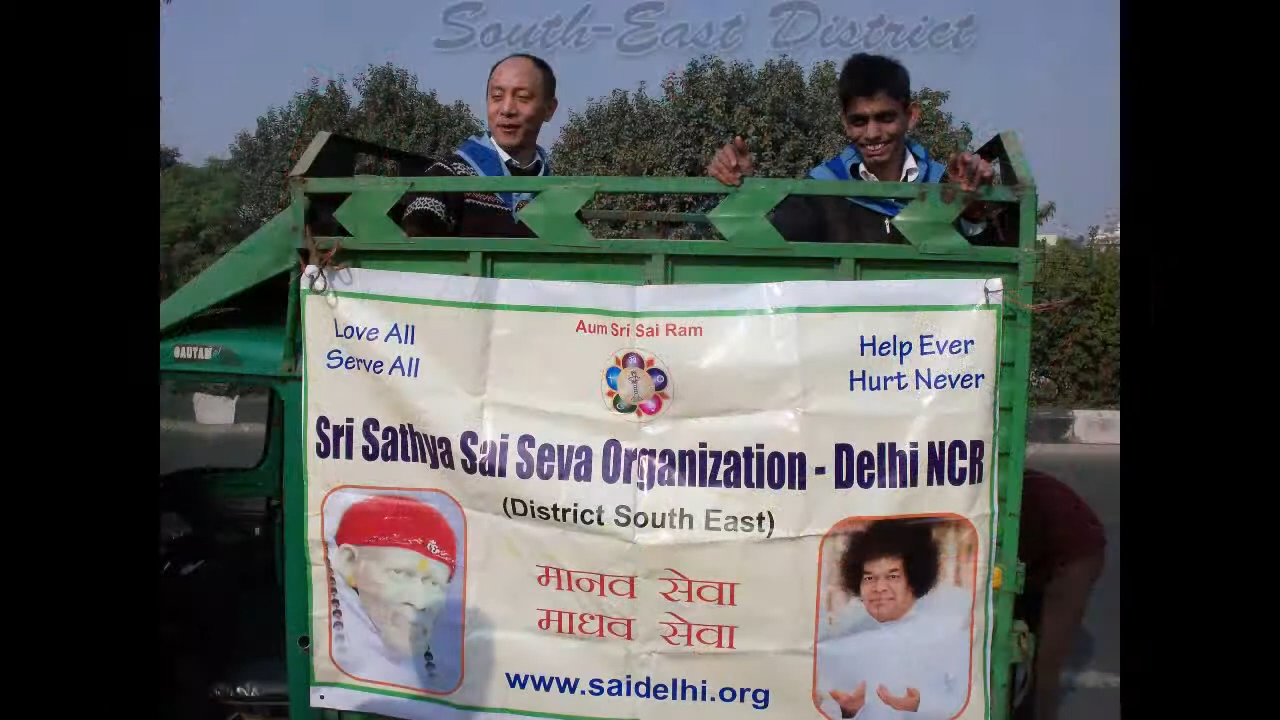 South-East District
GAUTAM
Aum Sri Sai Ram
Love All
Serve All
Help Ever
Hurt Never
Sri Sathya Sai Seva Organization - Delhi NCR
(District South East)
मानव सेवा
माधव सेवा
www.saidelhi.org